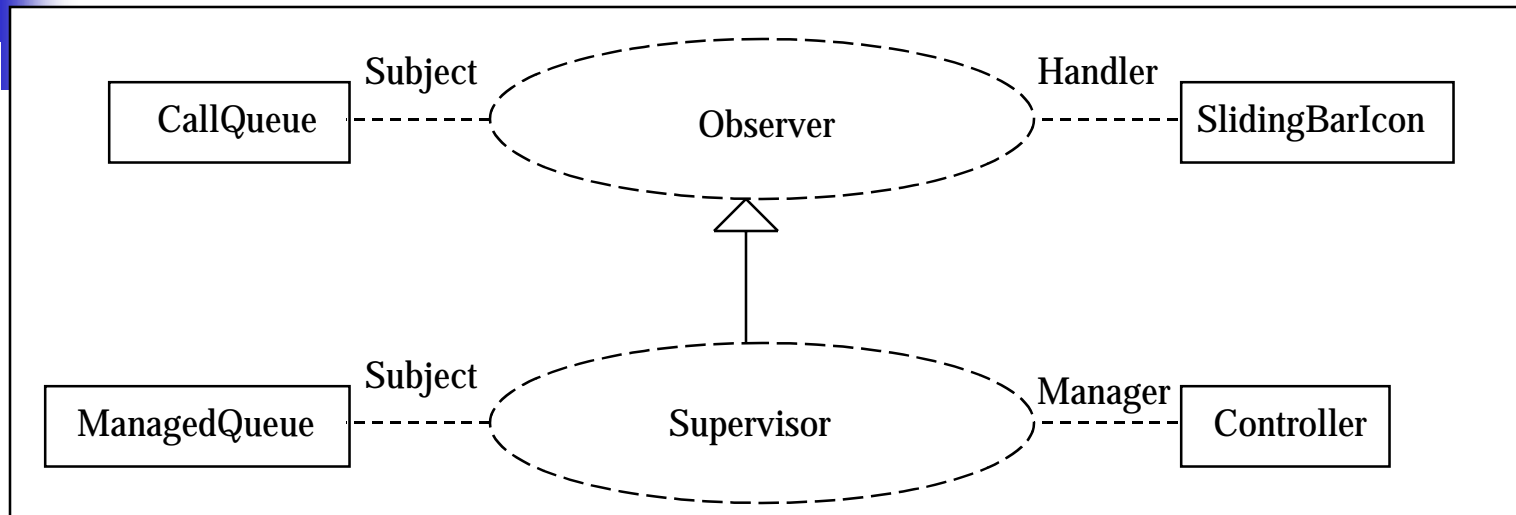 Subject
Handler
CallQueue
Observer
SlidingBarIcon
Subject
Manager
ManagedQueue
Supervisor
Controller